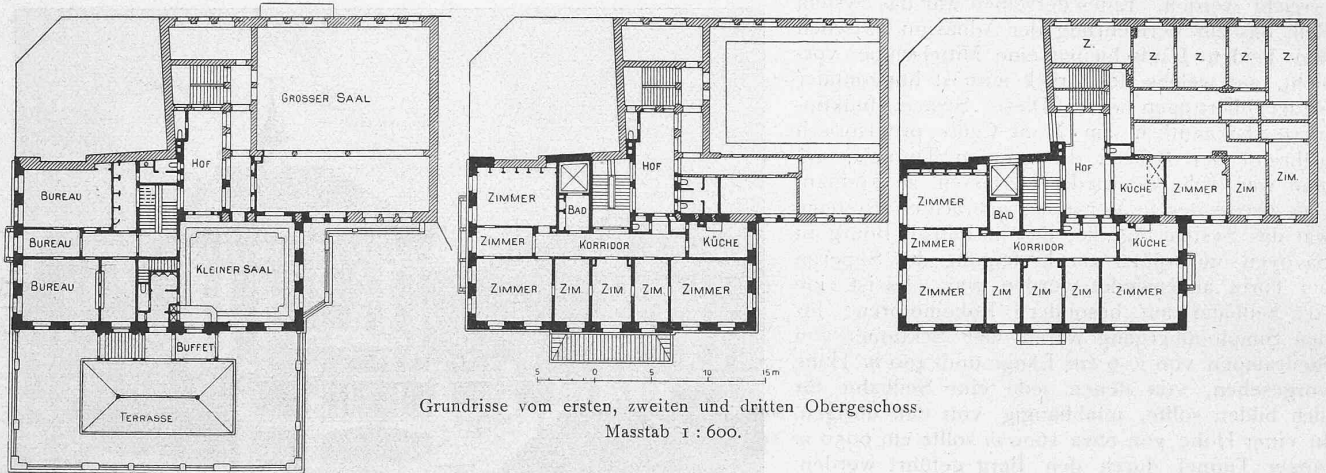 GROSSER SAAL
HOF
BUREAU
BUREAU
KLEINER SAAL
BUREAU
BUFFET
TERRASSE
HOF
ZIMMER
BAD
ZIMMER
KORRIDOR
KÜCHE
ZIMMER
ZIM.
ZIM.
ZIM.
ZIMMER
Z.
Z.
Z.
Z.
Z.
HOF
ZIMMER
BAD
KÜCHE
ZIMMER
ZIM.
ZIM.
ZIMMER
KORRIDOR
KÜCHE
ZIMMER
ZIM.
ZIM.
ZIM.
ZIMMER
5 0 5 10 15 m
Grundrisse vom ersten, zweiten und dritten Obergeschoss.
Masstab 1 : 600.